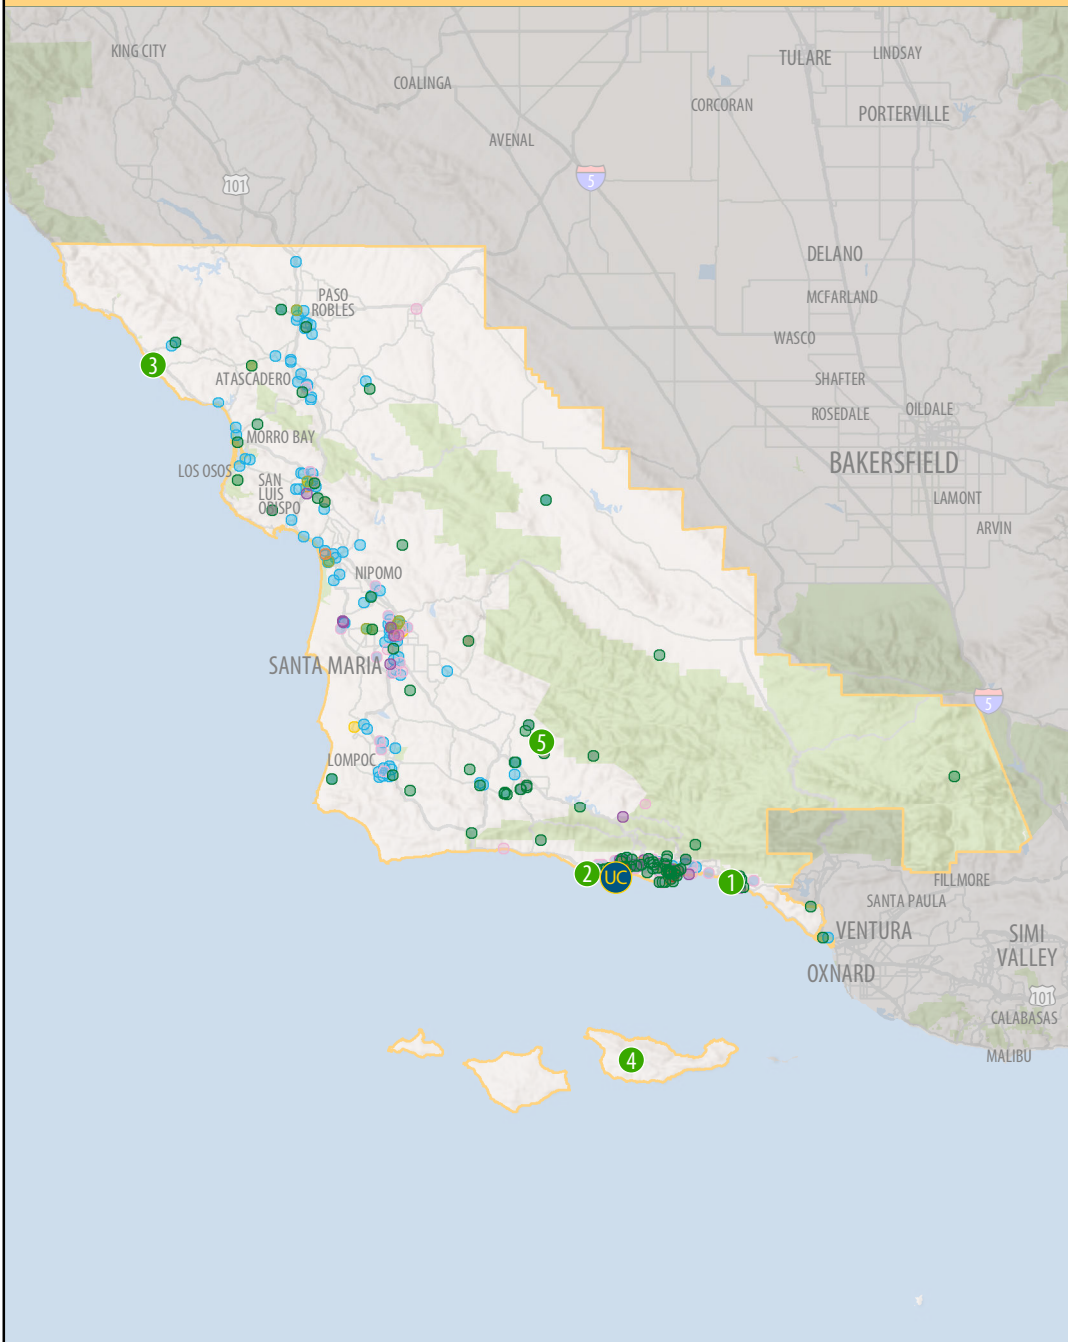 KING CITY
TULARE
LINDSAY
COALINGA
CORCORAN
PORTERVILLE
AVENAL
5
101
DELANO
PASO
ROBLES
MCFARLAND
WASCO
3
ATASCADERO
SHAFTER
ROSEDALE
OILDALE
MORRO BAY
BAKERSFIELD
LOS OSOS
SAN
LUIS
OBISPO
LAMONT
ARVIN
NIPOMO
SANTA MARIA
5
5
LOMPOC
2
UC
1
FILLMORE
SANTA PAULA
VENTURA
SIMI
VALLEY
OXNARD
101
CALABASAS
4
MALIBU